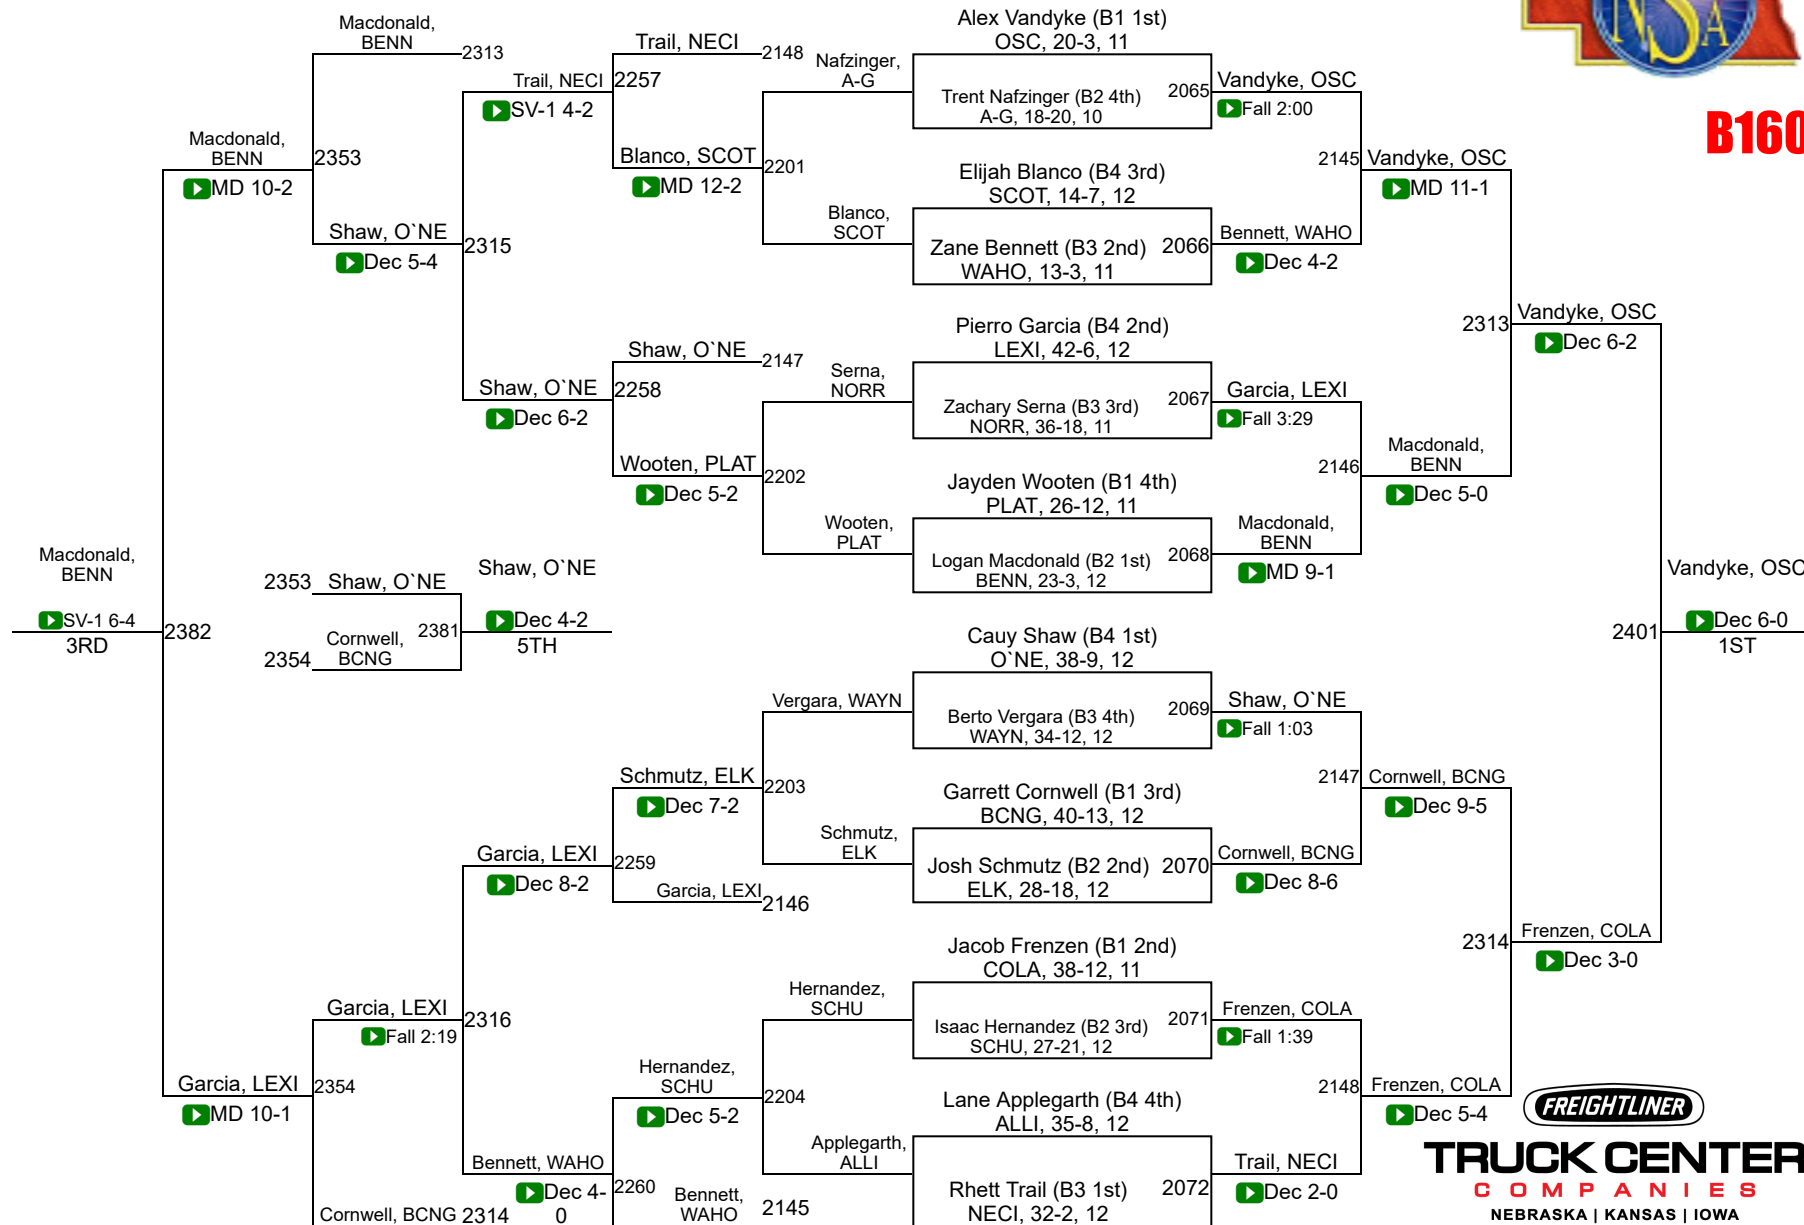 NSA
B160
Macdonald,
BENN
2313
Trail, NECI
2148
Trail, NECI
2257
SV-1 4-2
Nafzinger,
A-G
Alex Vandyke (B1 1st)
OSC, 20-3, 11
Trent Nafzinger (B2 4th)
A-G, 18-20, 10
2065
Vandyke, OSC
Fall 2:00
Macdonald,
BENN
2353
MD 10-2
Blanco, SCOT
2201
MD 12-2
Elijah Blanco (B4 3rd)
SCOT, 14-7, 12
2145
Vandyke, OSC
MD 11-1
Shaw, O`NE
2315
Dec 5-4
Blanco,
SCOT
Zane Bennett (B3 2nd)
WAHO, 13-3, 11
2066
Bennett, WAHO
Dec 4-2
Pierro Garcia (B4 2nd)
LEXI, 42-6, 12
2313
Vandyke, OSC
Dec 6-2
Shaw, O`NE
2147
Shaw, O`NE
2258
Dec 6-2
Serna,
NORR
Zachary Serna (B3 3rd)
NORR, 36-18, 11
2067
Garcia, LEXI
Fall 3:29
Wooten, PLAT
2202
Dec 5-2
Jayden Wooten (B1 4th)
PLAT, 26-12, 11
2146
Macdonald,
BENN
Dec 5-0
Wooten,
PLAT
Logan Macdonald (B2 1st)
BENN, 23-3, 12
2068
Macdonald,
BENN
MD 9-1
Macdonald,
BENN
SV-1 6-4
3RD
2382
2353
Shaw, O`NE
2354
Cornwell,
BCNG
2381
Shaw, O`NE
Dec 4-2
5TH
Cauy Shaw (B4 1st)
O`NE, 38-9, 12
2401
Vandyke, OSC
Dec 6-0
1ST
Vergara, WAYN
Berto Vergara (B3 4th)
WAYN, 34-12, 12
2069
Shaw, O`NE
Fall 1:03
Schmutz, ELK
2203
Dec 7-2
Garrett Cornwell (B1 3rd)
BCNG, 40-13, 12
2147
Cornwell, BCNG
Dec 9-5
Garcia, LEXI
2259
Dec 8-2
Schmutz,
ELK
Josh Schmutz (B2 2nd)
ELK, 28-18, 12
2070
Cornwell, BCNG
Dec 8-6
Garcia, LEXI
2146
Jacob Frenzen (B1 2nd)
COLA, 38-12, 11
2314
Frenzen, COLA
Dec 3-0
Garcia, LEXI
2316
Fall 2:19
Hernandez,
SCHU
Isaac Hernandez (B2 3rd)
SCHU, 27-21, 12
2071
Frenzen, COLA
Fall 1:39
Garcia, LEXI
2354
MD 10-1
Hernandez,
SCHU
2204
Dec 5-2
Lane Applegarth (B4 4th)
ALLI, 35-8, 12
2148
Frenzen, COLA
Dec 5-4
Applegarth,
ALLI
Bennett, WAHO
2260
Dec 4-
0
Bennett,
WAHO
2145
Rhett Trail (B3 1st)
NECI, 32-2, 12
2072
Trail, NECI
Dec 2-0
Cornwell, BCNG
2314
FREIGHTLINER
TRUCK CENTER
COMPANIES
NEBRASKA | KANSAS | IOWA